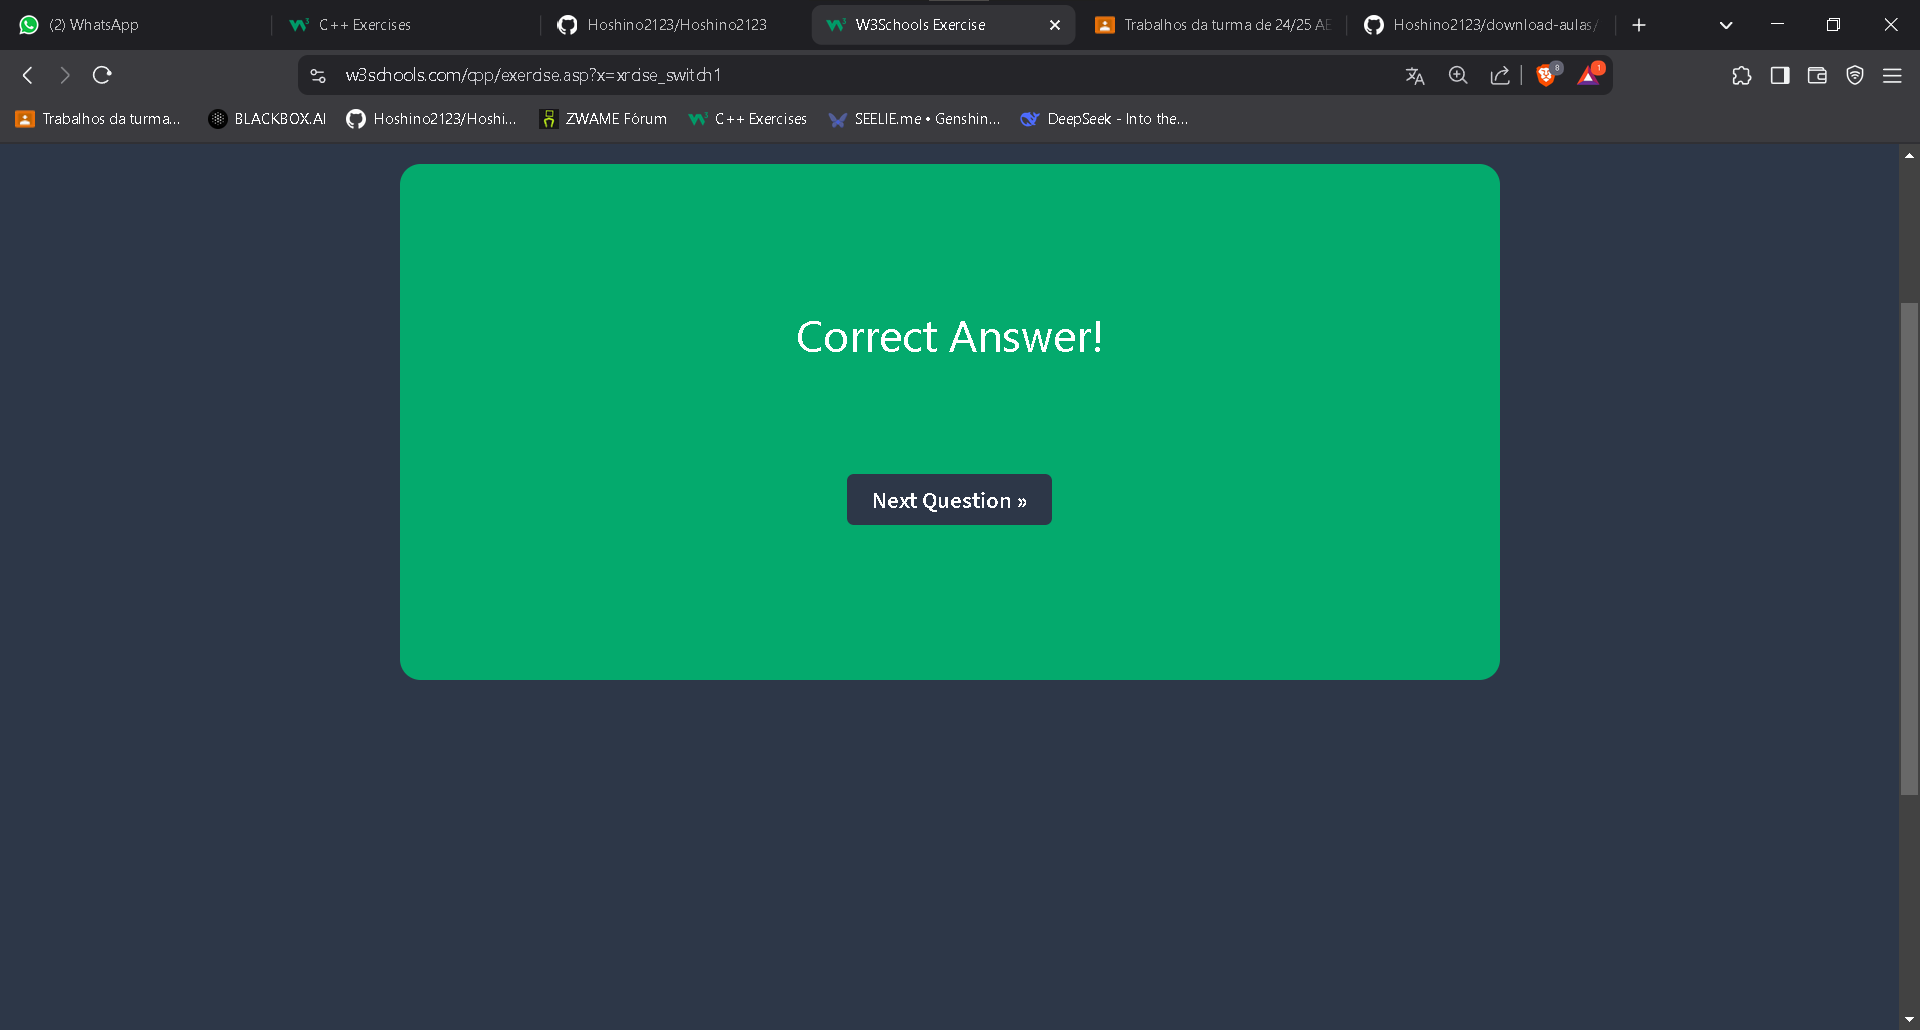 (2) WhatsApp
C++ Exercises
Hoshino2123/Hoshino2123
W3Schools Exercise
Trabalhos da turma de 24/25 AE
Hoshino2123/download-aulas/
w3schools.com/cpp/exercise.asp?x=xrcise_switch1
8
1
Trabalhos da turma...
BLACKBOX.AI
Hoshino2123/Hoshi...
ZWAME Fórum
C++ Exercises
SEELIE.me • Genshin...
DeepSeek - Into the...
Correct Answer!
Next Question »